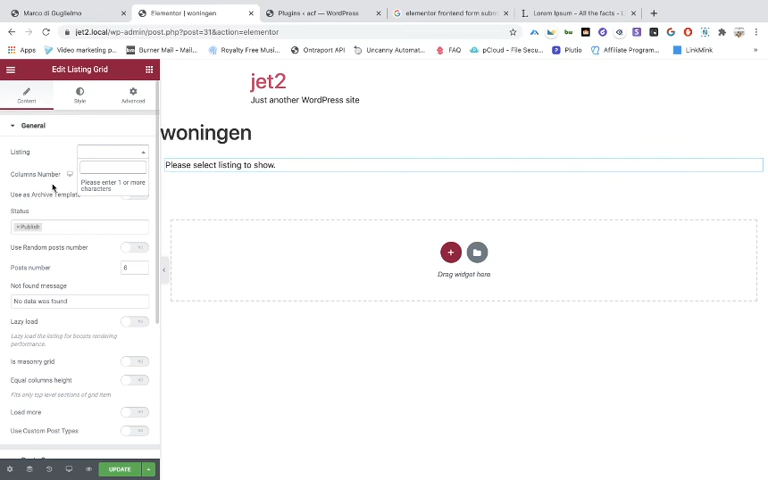 Marco di Guglielmo
Elementor | woningen
Plugins ‹ acf — WordPress
elementor frontend form subm
Lorem Ipsum - All the facts - L
jet2.local/wp-admin/post.php?post=31&action=elementor
Apps
Video marketing p...
Burner Mail - Mail...
Royalty Free Musi...
Ontraport API
Uncanny Automat...
FAQ
pCloud - File Secu...
Plutio
Affiliate Program...
LinkMink
»
Edit Listing Grid
Content
Style
Advanced
General
Listing
Please enter 1 or more
characters
Columns Number
Use as Archive Template
Status
× Publish
Use Random posts number
Posts number
6
Not found message
No data was found
Lazy load
Lazy load the listing for boosts rendering
performance.
Is masonry grid
Equal columns height
Fits only top level sections of grid item
Load more
Use Custom Post Types
UPDATE
jet2
Just another WordPress site
woningen
Please select listing to show.
Drag widget here